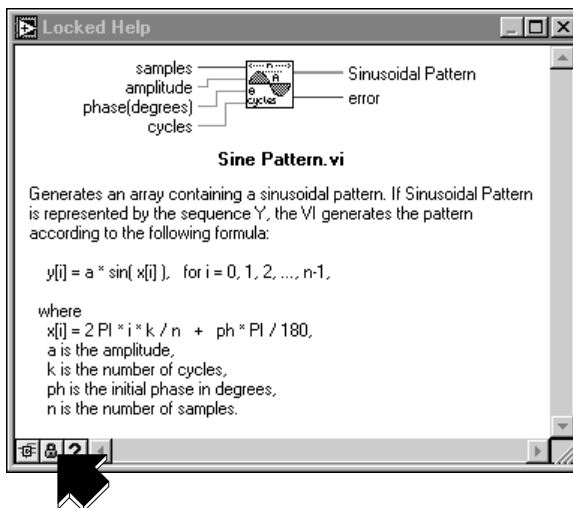 Locked Help
samples
amplitude
phase(degrees)
cycles
n
A
θ
cycles
Sinusoidal Pattern
error
Sine Pattern.vi
Generates an array containing a sinusoidal pattern. If Sinusoidal Pattern
is represented by the sequence Y, the VI generates the pattern
according to the following formula:
y[i] = a * sin( x[i] ), for i = 0, 1, 2, ..., n-1,
where
x[i] = 2 PI * i * k / n + ph * PI / 180,
a is the amplitude,
k is the number of cycles,
ph is the initial phase in degrees,
n is the number of samples.
?